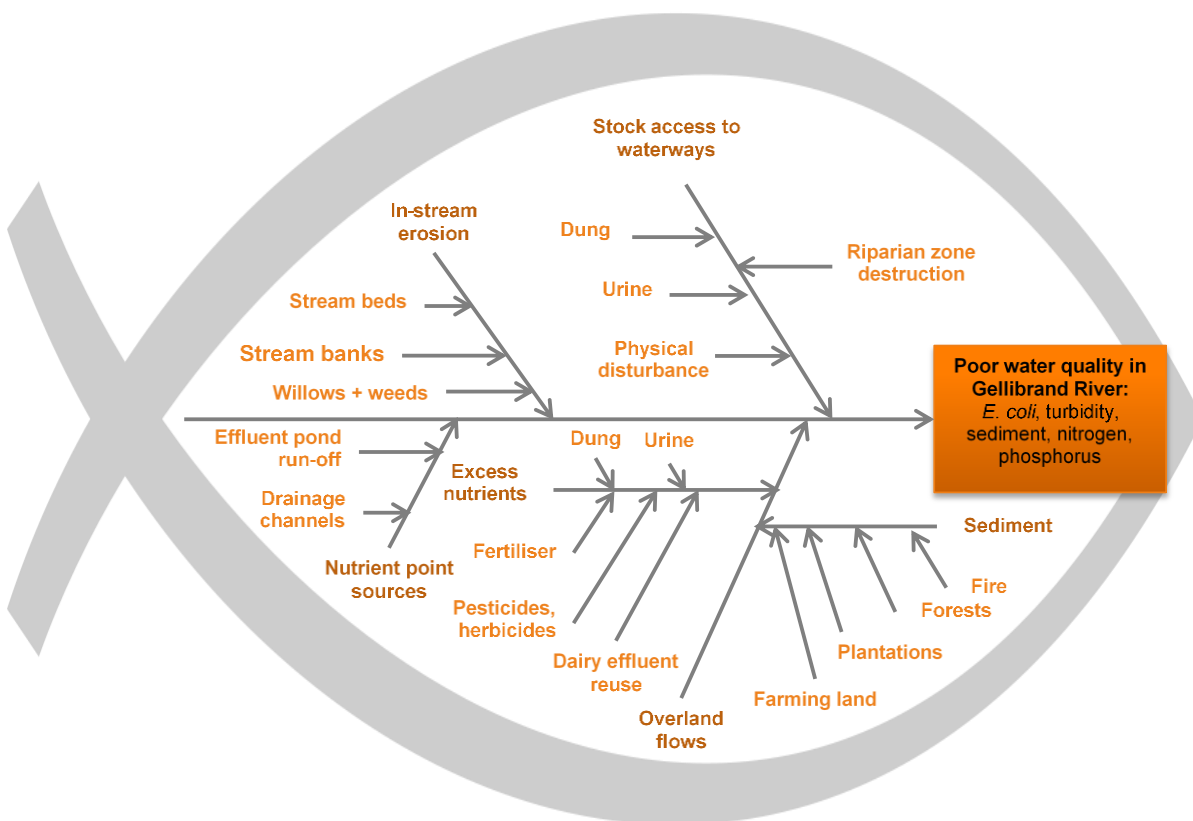 Stock access to
waterways
In-stream
erosion
Dung
Riparian zone
destruction
Urine
Stream beds
Physical
disturbance
Stream banks
Willows + weeds
Poor water quality in
Gellibrand River:
E. coli, turbidity,
sediment, nitrogen,
phosphorus
Effluent pond
run-off
Dung
Urine
Excess
nutrients
Drainage
channels
Sediment
Fertiliser
Nutrient point
sources
Fire
Forests
Pesticides,
herbicides
Plantations
Dairy effluent
reuse
Farming land
Overland
flows